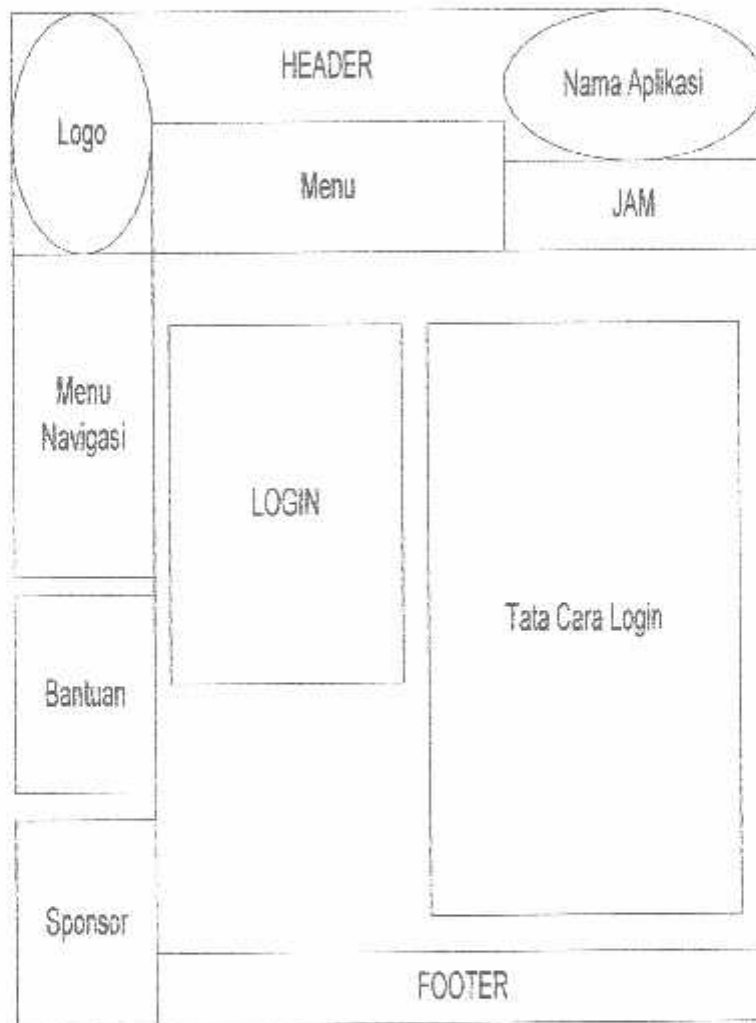 HEADER
Nama Aplikasi
Logo
Menu
JAM
Menu
Navigasi
LOGIN
Tata Cara Login
Bantuan
Sponsor
FOOTER